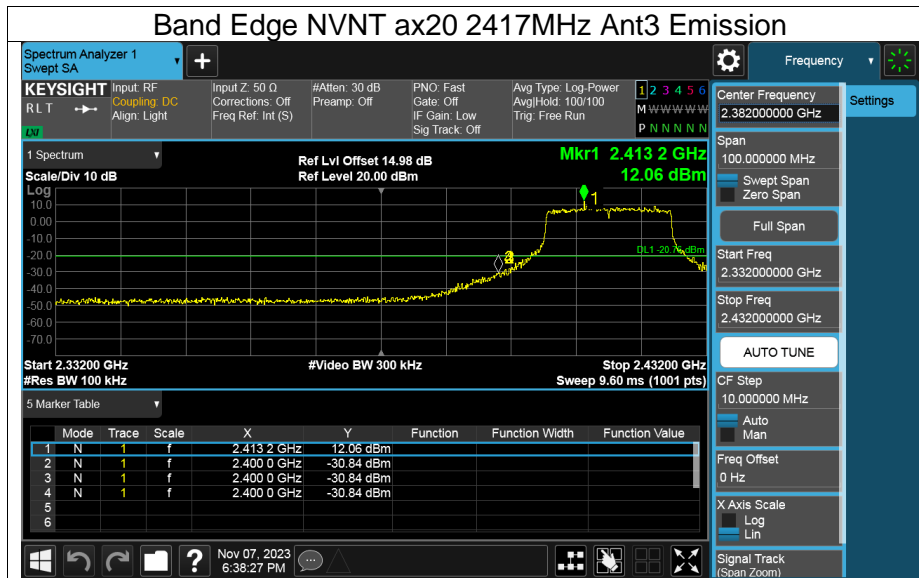 Band Edge NVNT ax20 2417MHz Ant3 Emission
Spectrum Analyzer 1
Swept SA
+
Frequency
KEYSIGHT
R L T
LXI
Input: RF
Coupling: DC
Align: Light
Input Z: 50 Ω
Corrections: Off
Freq Ref: Int (S)
#Atten: 30 dB
Preamp: Off
PNO: Fast
Gate: Off
IF Gain: Low
Sig Track: Off
Avg Type: Log-Power
Avg|Hold: 100/100
Trig: Free Run
1 2 3 4 5 6
M W W W W W
P N N N N N
1 Spectrum
Scale/Div 10 dB
Ref Lvl Offset 14.98 dB
Ref Level 20.00 dBm
Mkr1 2.413 2 GHz
12.06 dBm
Log
10.0
0.00
-10.0
-20.0
-30.0
-40.0
-50.0
-60.0
-70.0
1
Start 2.33200 GHz
#Res BW 100 kHz
#Video BW 300 kHz
Stop 2.43200 GHz
Sweep 9.60 ms (1001 pts)
5 Marker Table
Mode Trace Scale X Y Function Function Width Function Value
1 N 1 f 2.413 2 GHz 12.06 dBm
2 N 1 f 2.400 0 GHz -30.84 dBm
3 N 1 f 2.400 0 GHz -30.84 dBm
4 N 1 f 2.400 0 GHz -30.84 dBm
5
6
?
Nov 07, 2023
6:38:27 PM
Center Frequency
2.382000000 GHz
Settings
Span
100.000000 MHz
Swept Span
Zero Span
Full Span
Start Freq
2.332000000 GHz
Stop Freq
2.432000000 GHz
AUTO TUNE
CF Step
10.000000 MHz
Auto
Man
Freq Offset
0 Hz
X Axis Scale
Log
Lin
Signal Track
(Span Zoom)